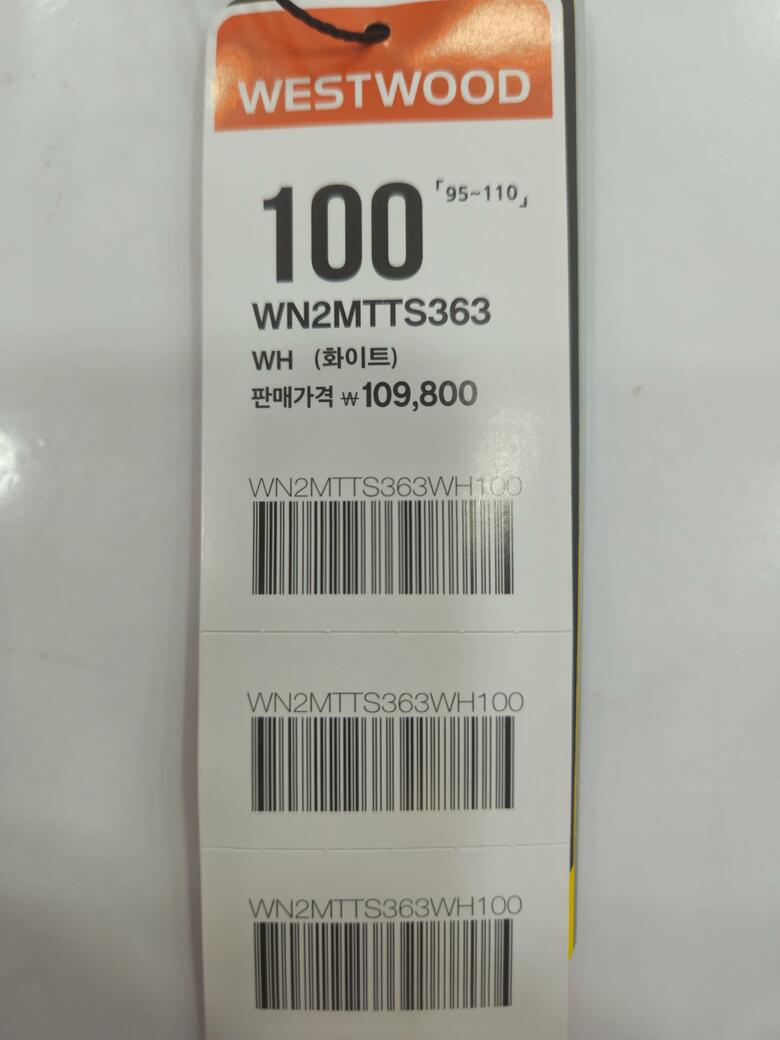 WESTWOOD
100 「95~110」
WN2MTTS363
WH (화이트)
판매가격 ₩109,800
WN2MTTS363WH100
WN2MTTS363WH100
WN2MTTS363WH100